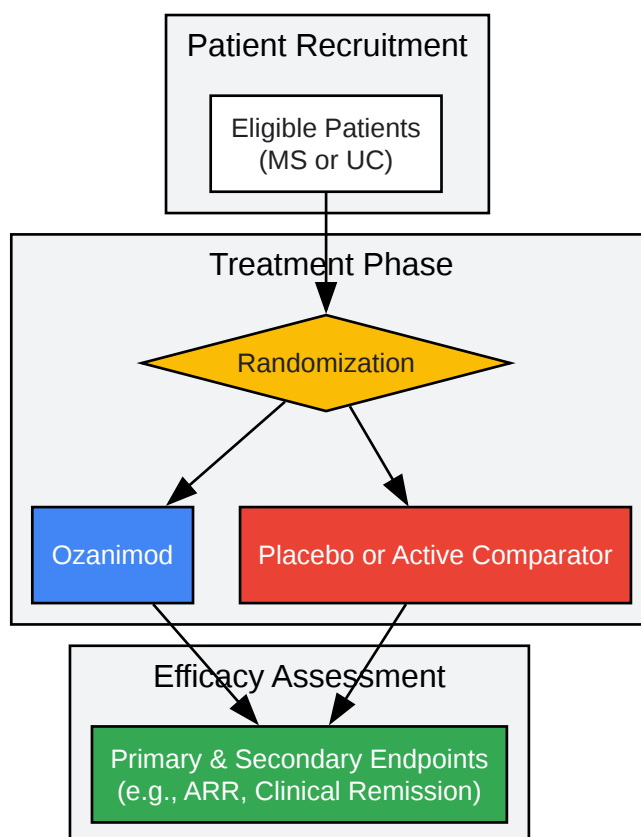 Patient Recruitment
Eligible Patients
(MS or UC)
Treatment Phase
Randomization
Ozanimod
Placebo or Active Comparator
Efficacy Assessment
Primary & Secondary Endpoints
(e.g., ARR, Clinical Remission)